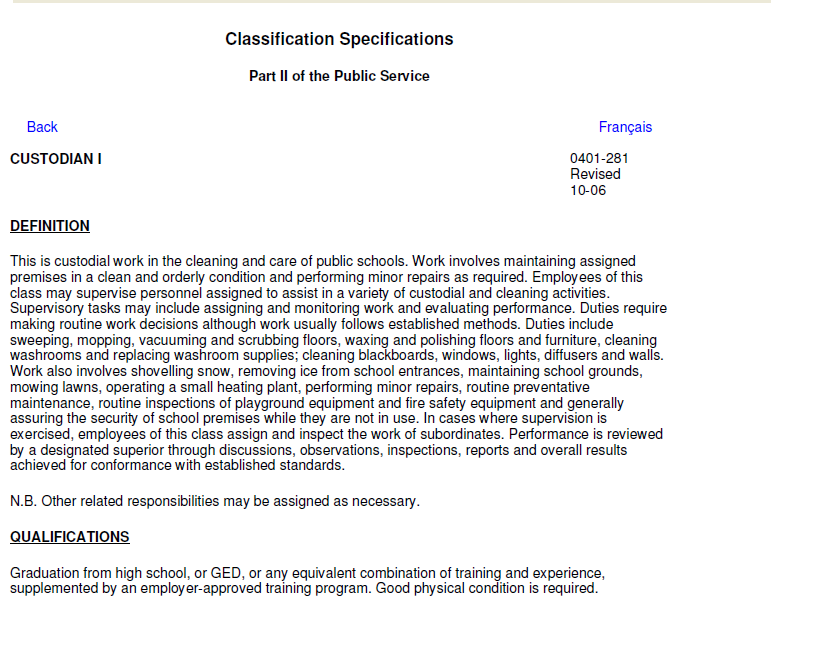 Classification Specifications
Part II of the Public Service
Back
Français
CUSTODIAN I
0401-281
Revised
10-06
DEFINITION
This is custodial work in the cleaning and care of public schools. Work involves maintaining assigned
premises in a clean and orderly condition and performing minor repairs as required. Employees of this
class may supervise personnel assigned to assist in a variety of custodial and cleaning activities.
Supervisory tasks may include assigning and monitoring work and evaluating performance. Duties require
making routine work decisions although work usually follows established methods. Duties include
sweeping, mopping, vacuuming and scrubbing floors, waxing and polishing floors and furniture, cleaning
washrooms and replacing washroom supplies; cleaning blackboards, windows, lights, diffusers and walls.
Work also involves shovelling snow, removing ice from school entrances, maintaining school grounds,
mowing lawns, operating a small heating plant, performing minor repairs, routine preventative
maintenance, routine inspections of playground equipment and fire safety equipment and generally
assuring the security of school premises while they are not in use. In cases where supervision is
exercised, employees of this class assign and inspect the work of subordinates. Performance is reviewed
by a designated superior through discussions, observations, inspections, reports and overall results
achieved for conformance with established standards.
N.B. Other related responsibilities may be assigned as necessary.
QUALIFICATIONS
Graduation from high school, or GED, or any equivalent combination of training and experience,
supplemented by an employer-approved training program. Good physical condition is required.